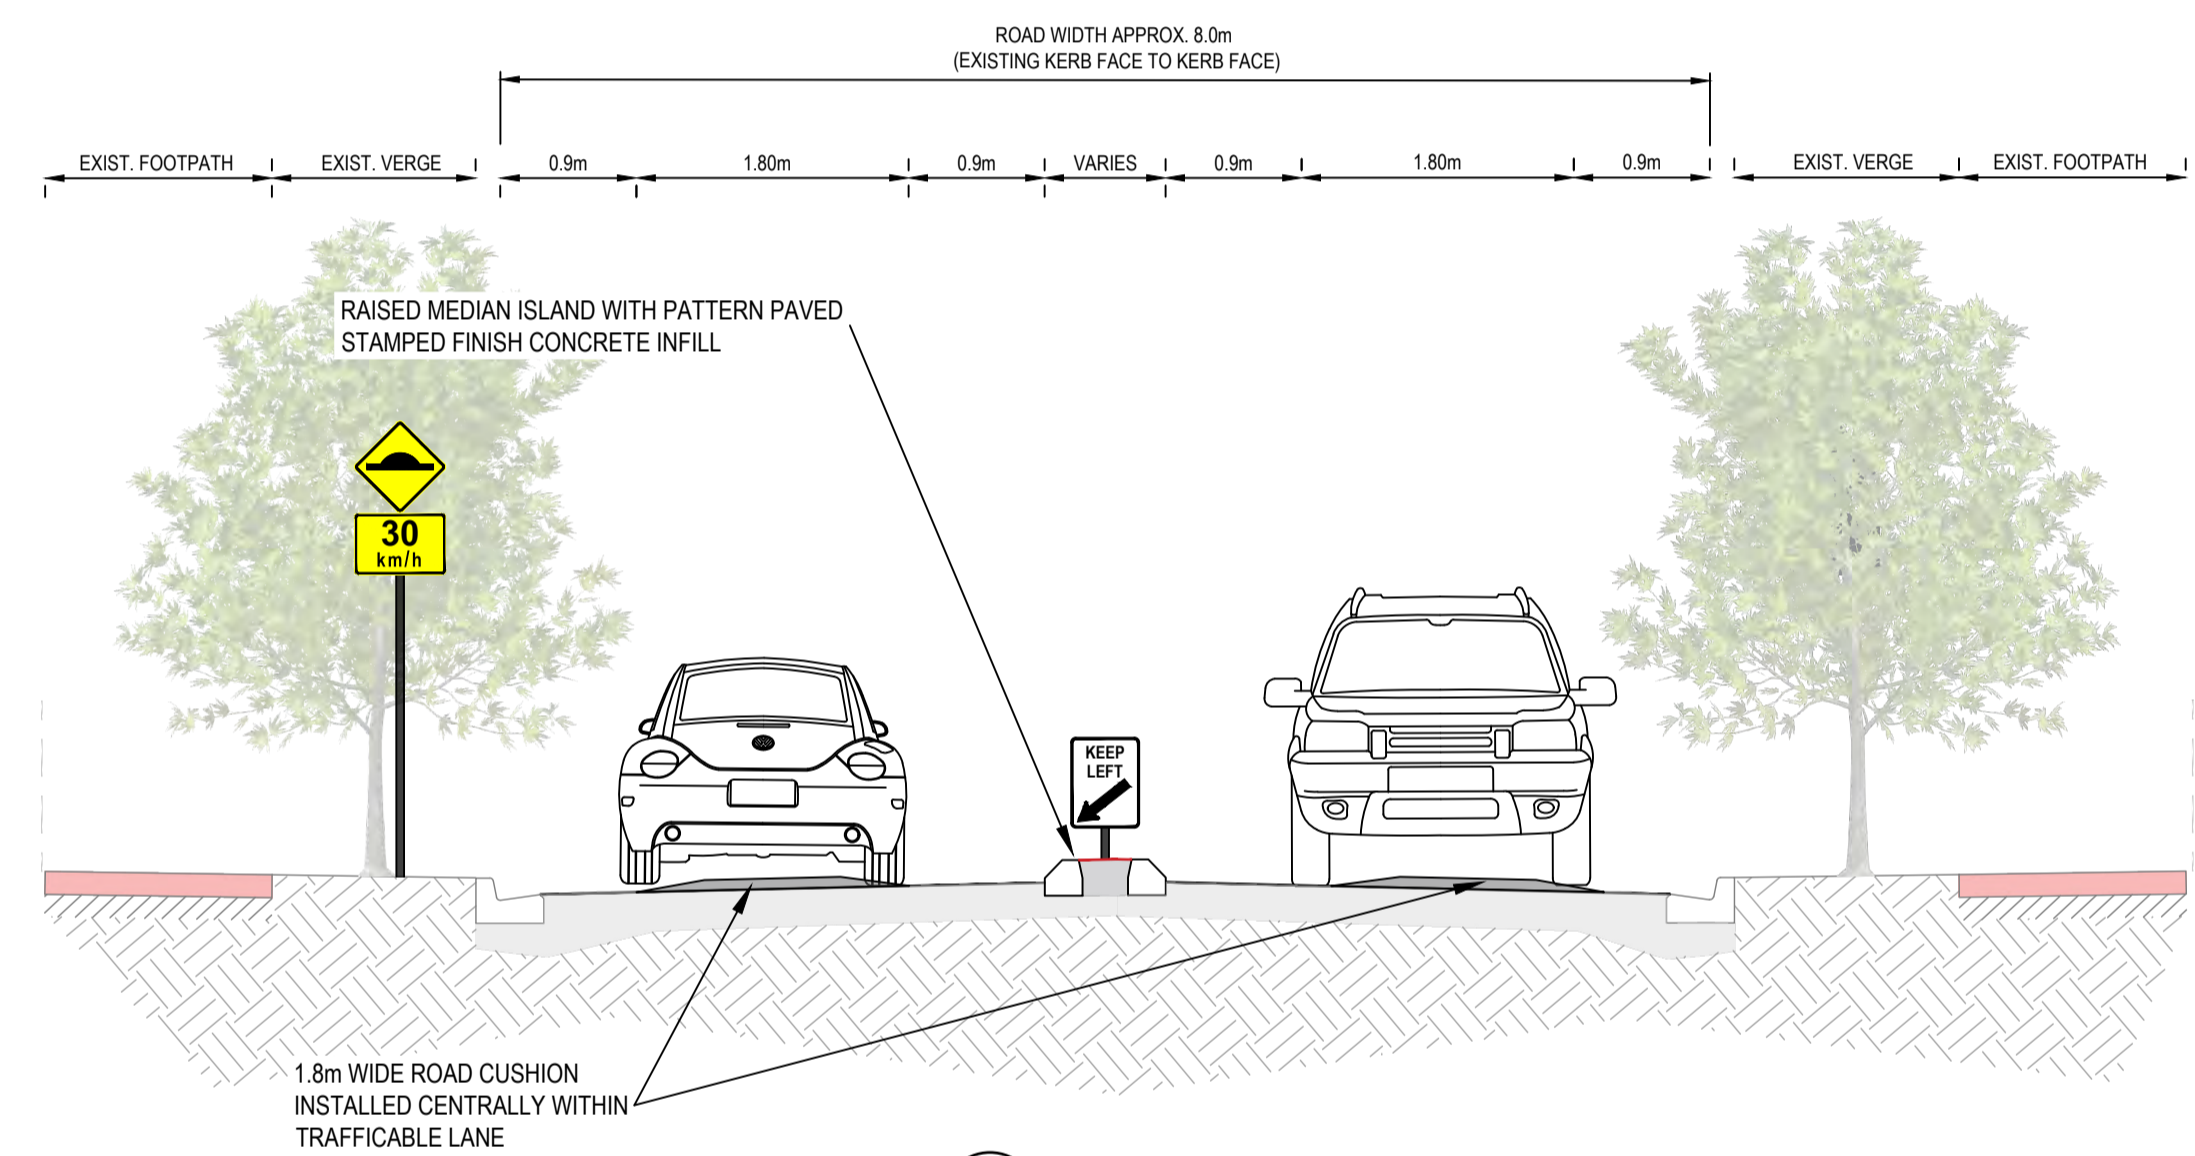 ROAD WIDTH APPROX. 8.0m
(EXISTING KERB FACE TO KERB FACE)
EXIST. FOOTPATH EXIST. VERGE 0.9m 1.80m 0.9m VARIES 0.9m 1.80m 0.9m EXIST. VERGE EXIST. FOOTPATH
RAISED MEDIAN ISLAND WITH PATTERN PAVED
STAMPED FINISH CONCRETE INFILL
30
km/h
KEEP
LEFT
1.8m WIDE ROAD CUSHION
INSTALLED CENTRALLY WITHIN
TRAFFICABLE LANE